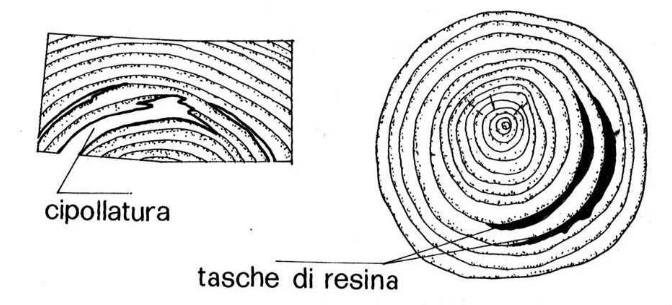 cipollatura
tasche di resina